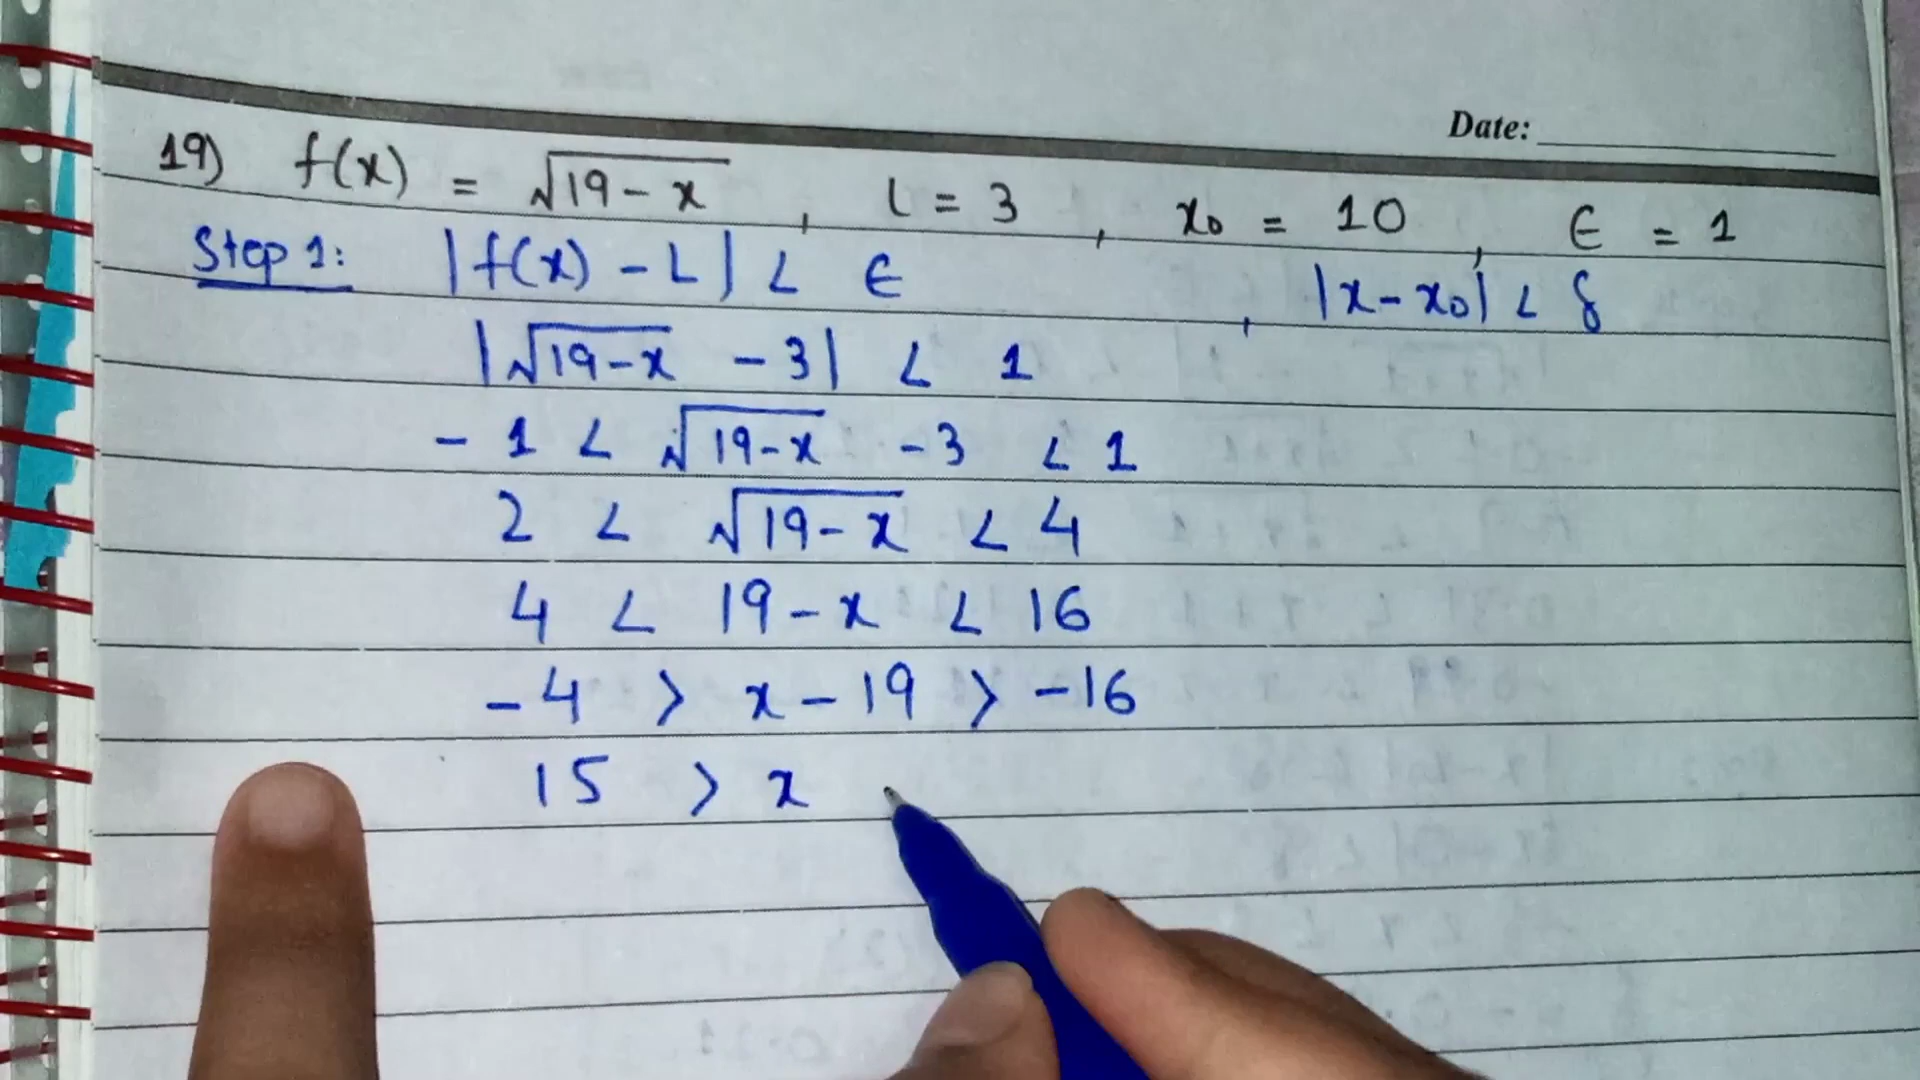 Date:
19) f(x) = √19-x , L = 3 , x₀ = 10 , ∈ = 1
Step 1: |f(x) - L| < ∈ , |x-x₀| < δ
|√19-x - 3| < 1
- 1 < √19-x - 3 < 1
2 < √19-x < 4
4 < 19-x < 16
-4 > x-19 > -16
15 > x